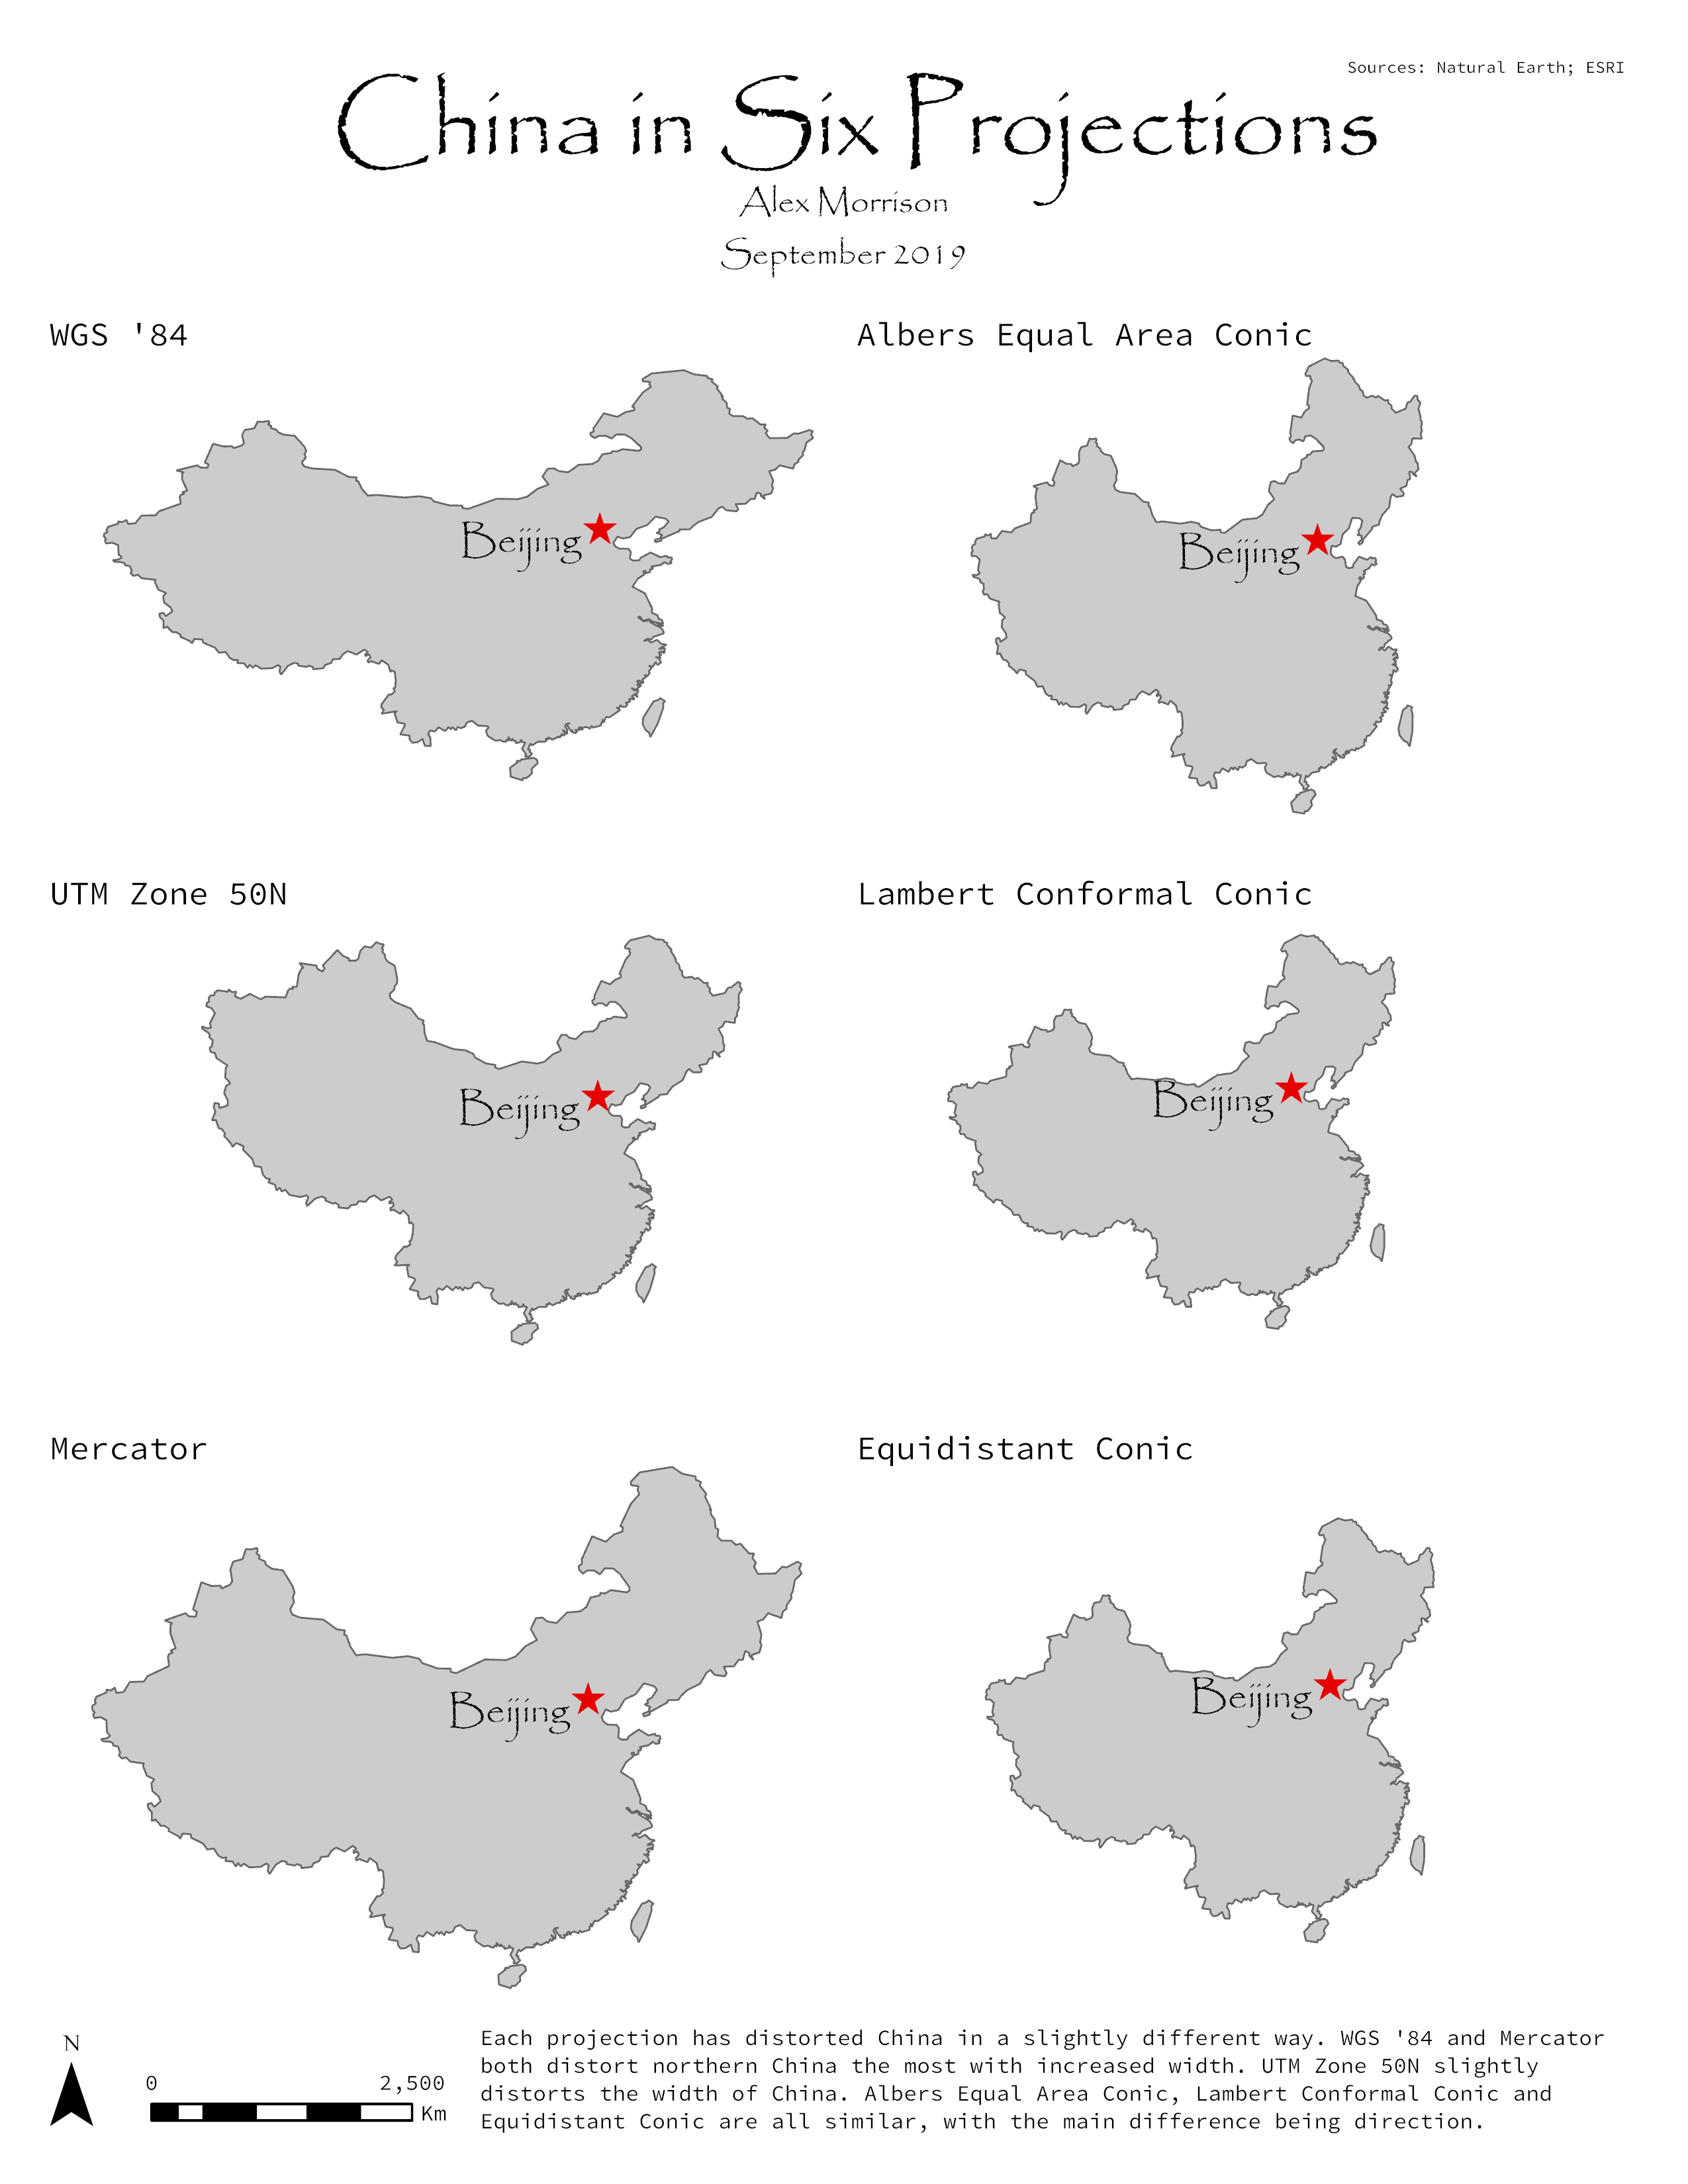 Sources: Natural Earth; ESRI
China in Six Projections
Alex Morrison
September 2019
WGS '84
Albers Equal Area Conic
Beijing
Beijing
UTM Zone 50N
Lambert Conformal Conic
Beijing
Beijing
Mercator
Equidistant Conic
Beijing
Beijing
N
0 2,500
Km
Each projection has distorted China in a slightly different way. WGS '84 and Mercator
both distort northern China the most with increased width. UTM Zone 50N slightly
distorts the width of China. Albers Equal Area Conic, Lambert Conformal Conic and
Equidistant Conic are all similar, with the main difference being direction.